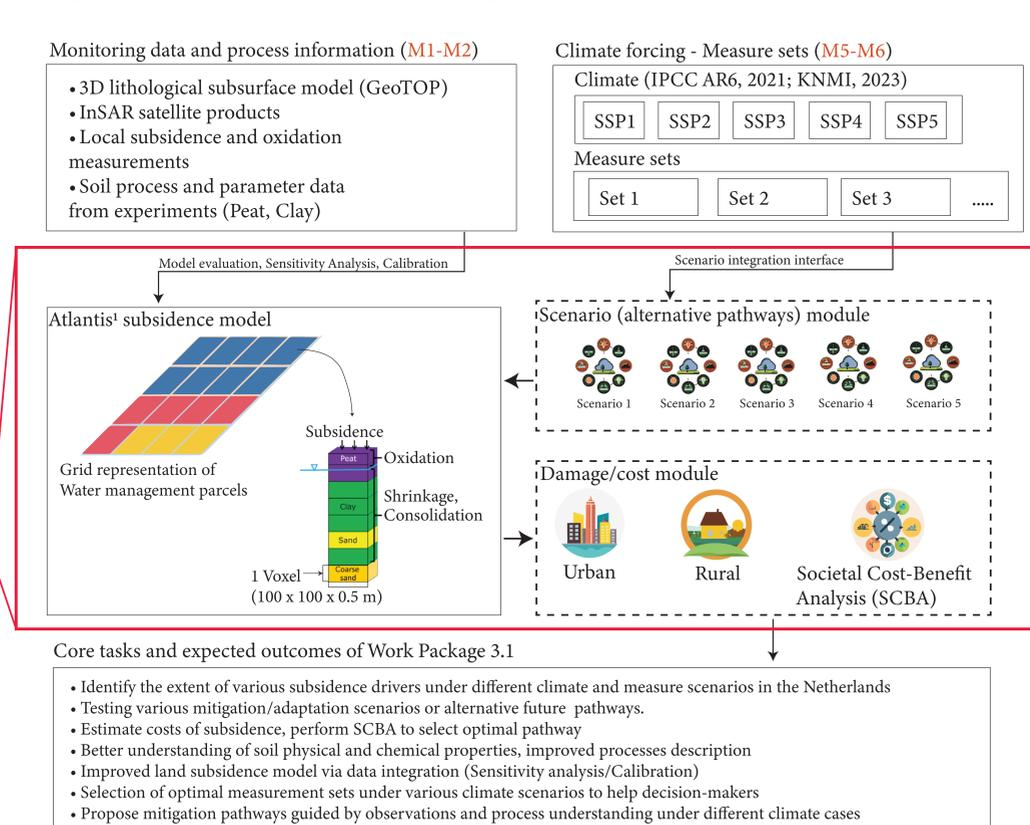 Monitoring data and process information (M1-M2)
• 3D lithological subsurface model (GeoTOP)
• InSAR satellite products
• Local subsidence and oxidation
measurements
• Soil process and parameter data
from experiments (Peat, Clay)
Climate forcing - Measure sets (M5-M6)
Climate (IPCC AR6, 2021; KNMI, 2023)
SSP1 SSP2 SSP3 SSP4 SSP5
Measure sets
Set 1 Set 2 Set 3 .....
Model evaluation, Sensitivity Analysis, Calibration
Scenario integration interface
Atlantis¹ subsidence model
Grid representation of
Water management parcels
Subsidence
Peat
Oxidation
Clay
Shrinkage,
Consolidation
Sand
Coarse
sand
1 Voxel
(100 x 100 x 0.5 m)
Scenario (alternative pathways) module
Scenario 1 Scenario 2 Scenario 3 Scenario 4 Scenario 5
Damage/cost module
Urban
Rural
Societal Cost-Benefit
Analysis (SCBA)
Core tasks and expected outcomes of Work Package 3.1
• Identify the extent of various subsidence drivers under different climate and measure scenarios in the Netherlands
• Testing various mitigation/adaptation scenarios or alternative future pathways.
• Estimate costs of subsidence, perform SCBA to select optimal pathway
• Better understanding of soil physical and chemical properties, improved processes description
• Improved land subsidence model via data integration (Sensitivity analysis/Calibration)
• Selection of optimal measurement sets under various climate scenarios to help decision-makers
• Propose mitigation pathways guided by observations and process understanding under different climate cases